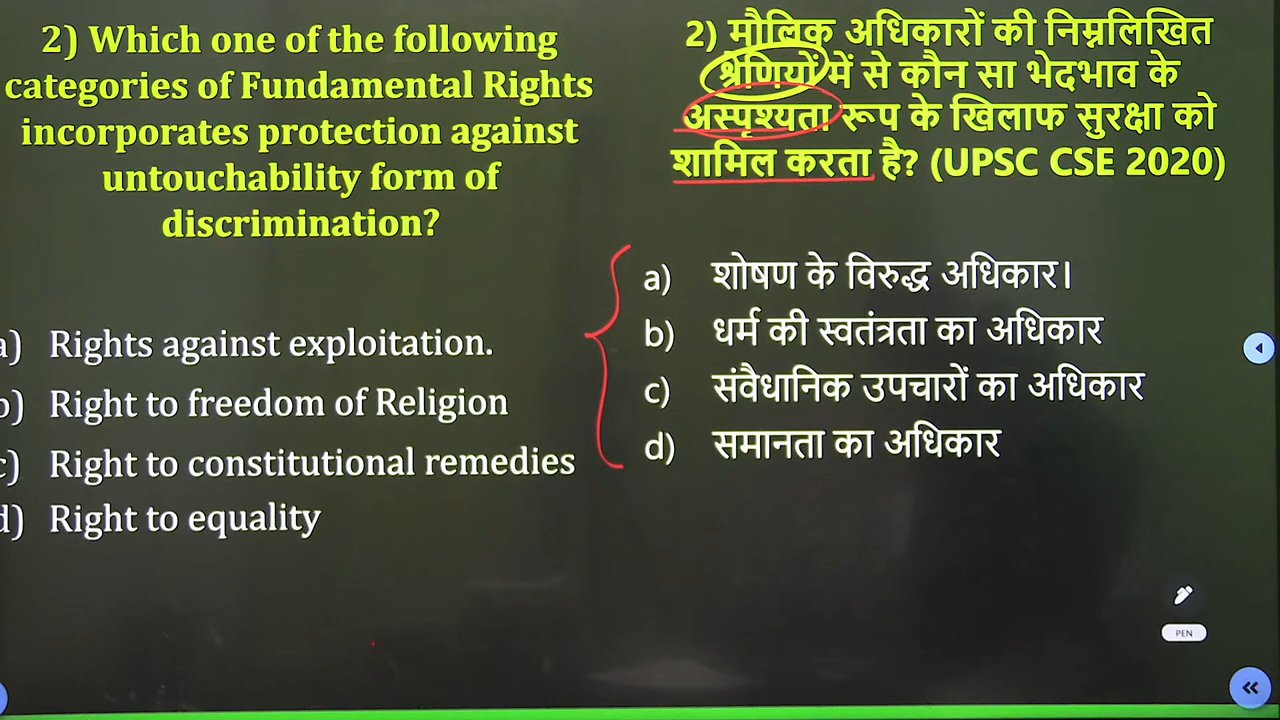 2) Which one of the following
categories of Fundamental Rights
incorporates protection against
untouchability form of
discrimination?
a) Rights against exploitation.
b) Right to freedom of Religion
c) Right to constitutional remedies
d) Right to equality
2) मौलिक अधिकारों की निम्नलिखित
श्रेणियों में से कौन सा भेदभाव के
अस्पृश्यता रूप के खिलाफ सुरक्षा को
शामिल करता है? (UPSC CSE 2020)
a) शोषण के विरुद्ध अधिकार।
b) धर्म की स्वतंत्रता का अधिकार
c) संवैधानिक उपचारों का अधिकार
d) समानता का अधिकार
PEN